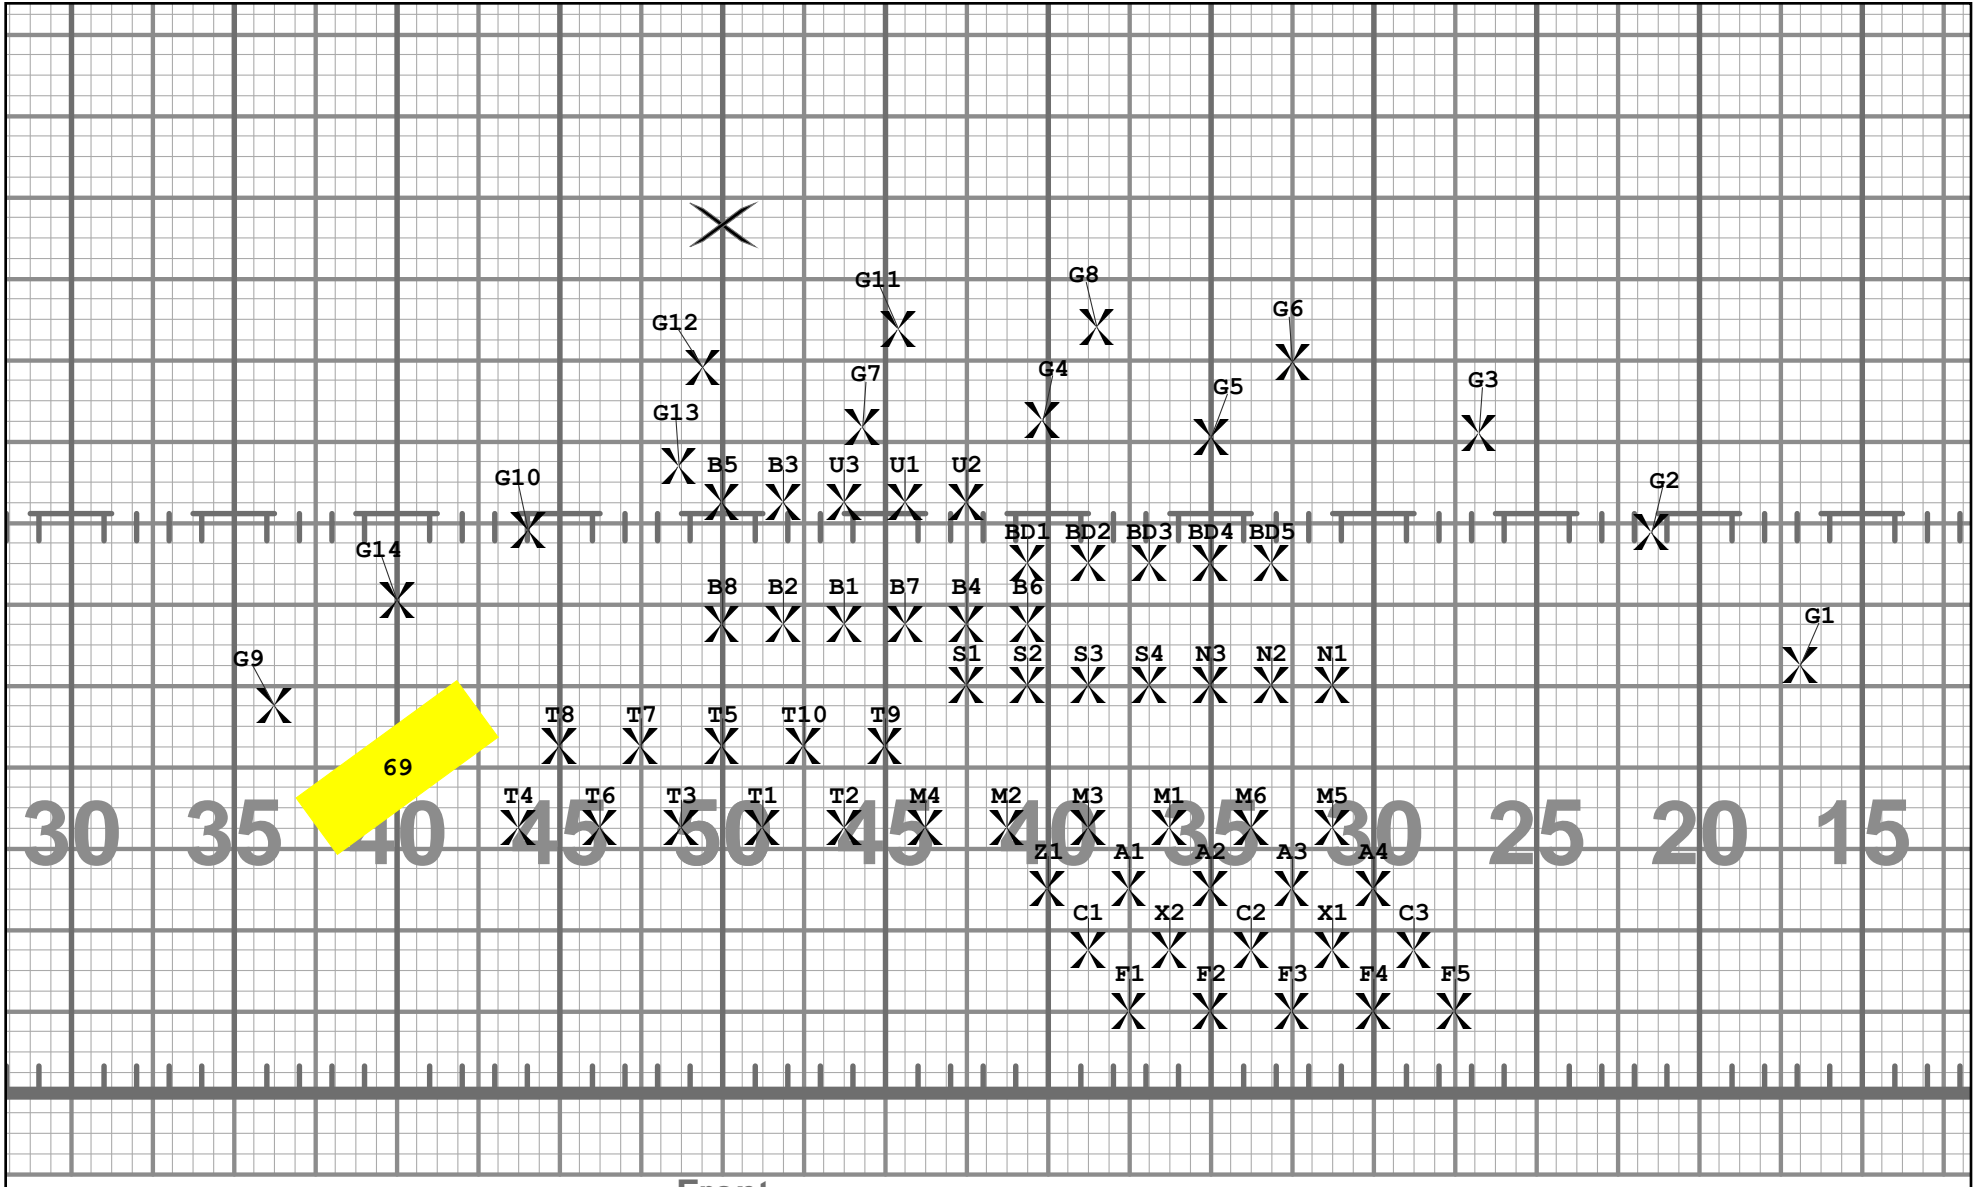 G11 G8
G12 G6
G7 G4 G5 G3
G13
G10 B5 B3 U3 U1 U2 G2
G14 BD1 BD2 BD3 BD4 BD5
B8 B2 B1 B7 B4 B6 G1
G9 S1 S2 S3 S4 N3 N2 N1
T8 T7 T5 T10 T9
69
T4 T6 T3 T1 T2 M4 M2 M3 M1 M6 M5
30 35 40 45 50 45 40 35 30 25 20 15
Z1 A1 A2 A3 A4
C1 X2 C2 X1 C3
F1 F2 F3 F4 F5
Front